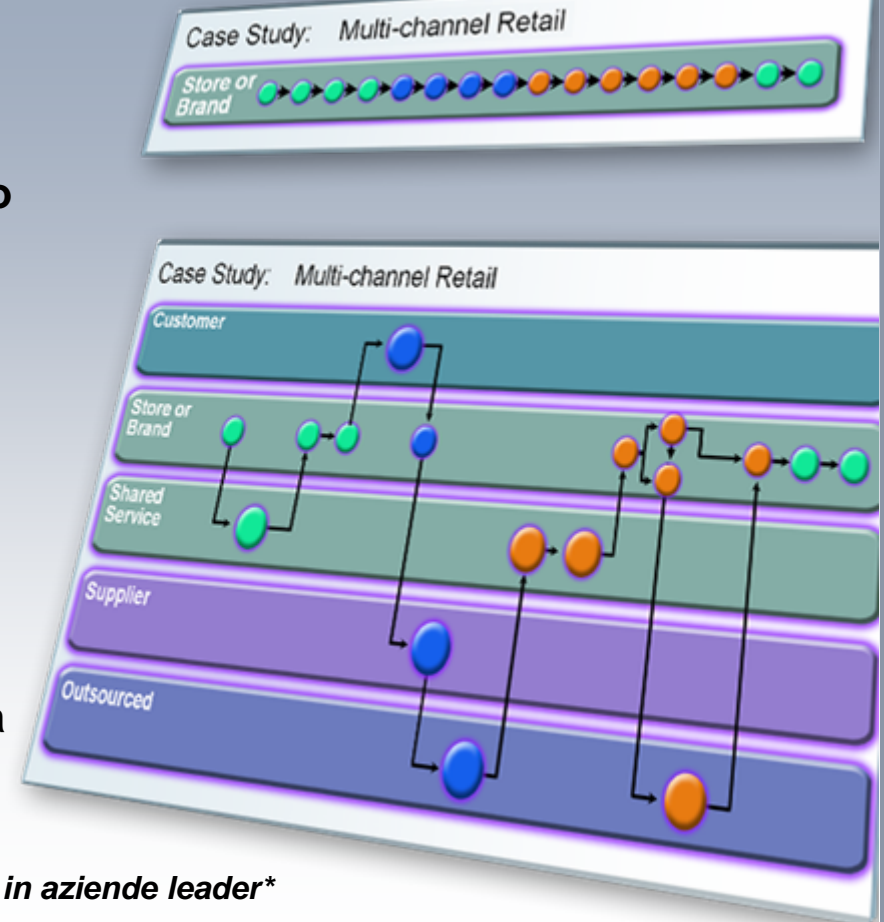 Case Study: Multi-channel Retail
Store or
Brand
o
Case Study: Multi-channel Retail
Customer
Store or
Brand
Shared
Service
Supplier
Outsourced
a
in aziende leader*